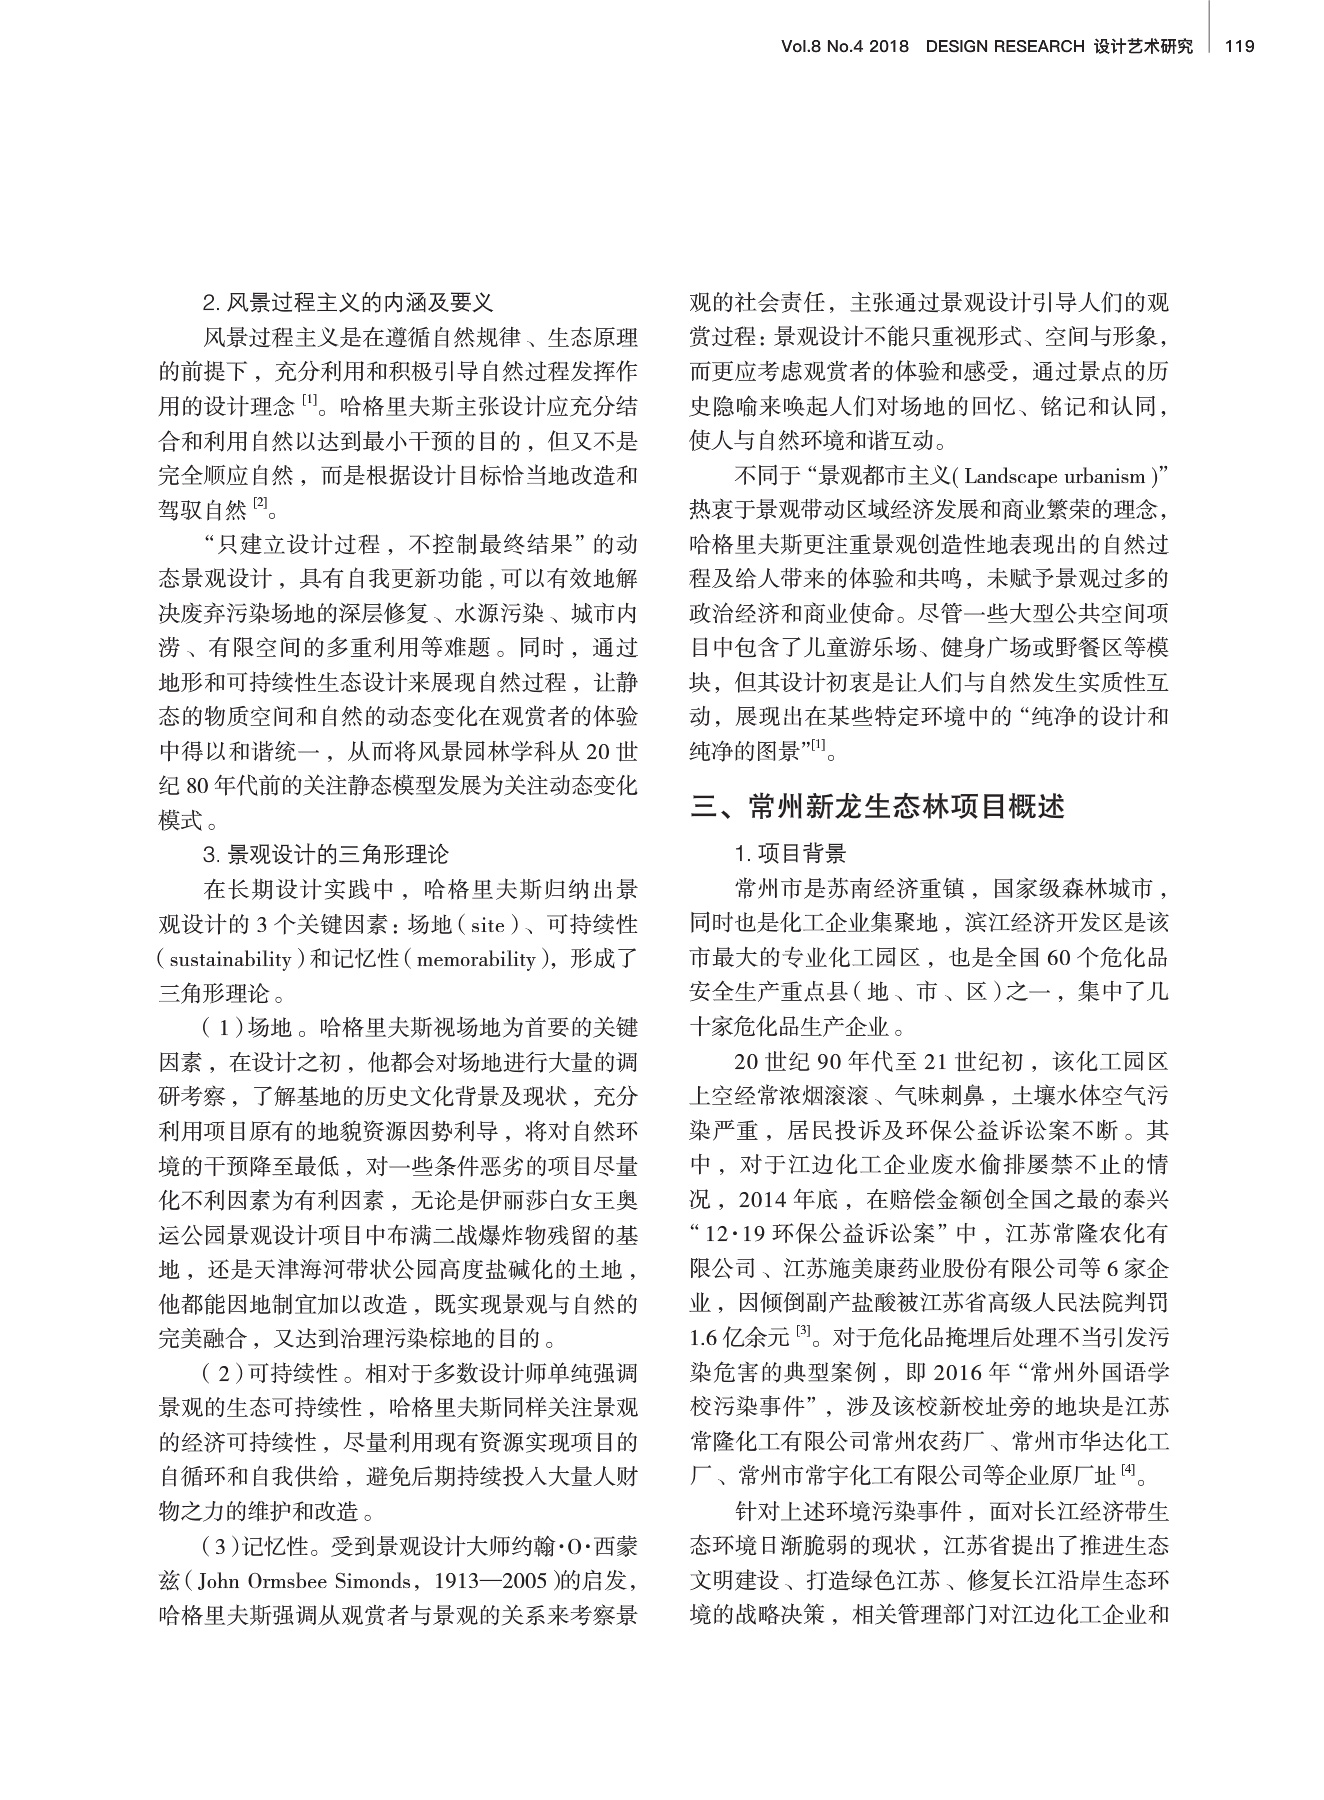 Vol.8 No.4 2018 DESIGN RESEARCH 设计艺术研究 119
2. 风景过程主义的内涵及要义
风景过程主义是在遵循自然规律、生态原理
的前提下，充分利用和积极引导自然过程发挥作
用的设计理念[1]。哈格里夫斯主张设计应充分结
合和利用自然以达到最小干预的目的，但又不是
完全顺应自然，而是根据设计目标恰当地改造和
驾驭自然[2]。
“只建立设计过程，不控制最终结果”的动
态景观设计，具有自我更新功能,可以有效地解
决废弃污染场地的深层修复、水源污染、城市内
涝、有限空间的多重利用等难题。同时，通过
地形和可持续性生态设计来展现自然过程，让静
态的物质空间和自然的动态变化在观赏者的体验
中得以和谐统一，从而将风景园林学科从 20 世
纪 80 年代前的关注静态模型发展为关注动态变化
模式。
3. 景观设计的三角形理论
在长期设计实践中，哈格里夫斯归纳出景
观设计的 3 个关键因素：场地（site）、可持续性
（sustainability）和记忆性（memorability），形成了
三角形理论。
（1）场地。哈格里夫斯视场地为首要的关键
因素，在设计之初，他都会对场地进行大量的调
研考察，了解基地的历史文化背景及现状，充分
利用项目原有的地貌资源因势利导，将对自然环
境的干预降至最低，对一些条件恶劣的项目尽量
化不利因素为有利因素，无论是伊丽莎白女王奥
运公园景观设计项目中布满二战爆炸物残留的基
地，还是天津海河带状公园高度盐碱化的土地，
他都能因地制宜加以改造，既实现景观与自然的
完美融合，又达到治理污染棕地的目的。
（2）可持续性。相对于多数设计师单纯强调
景观的生态可持续性，哈格里夫斯同样关注景观
的经济可持续性，尽量利用现有资源实现项目的
自循环和自我供给，避免后期持续投入大量人财
物之力的维护和改造。
（3）记忆性。受到景观设计大师约翰·O·西蒙
兹（John Ormsbee Simonds，1913—2005）的启发，
哈格里夫斯强调从观赏者与景观的关系来考察景
观的社会责任，主张通过景观设计引导人们的观
赏过程：景观设计不能只重视形式、空间与形象，
而更应考虑观赏者的体验和感受，通过景点的历
史隐喻来唤起人们对场地的回忆、铭记和认同，
使人与自然环境和谐互动。
不同于“景观都市主义(Landscape urbanism)”
热衷于景观带动区域经济发展和商业繁荣的理念，
哈格里夫斯更注重景观创造性地表现出的自然过
程及给人带来的体验和共鸣，未赋予景观过多的
政治经济和商业使命。尽管一些大型公共空间项
目中包含了儿童游乐场、健身广场或野餐区等模
块，但其设计初衷是让人们与自然发生实质性互
动，展现出在某些特定环境中的“纯净的设计和
纯净的图景”[1]。
三、常州新龙生态林项目概述
1. 项目背景
常州市是苏南经济重镇，国家级森林城市，
同时也是化工企业集聚地，滨江经济开发区是该
市最大的专业化工园区，也是全国 60 个危化品
安全生产重点县（地、市、区）之一，集中了几
十家危化品生产企业。
20 世纪 90 年代至 21 世纪初，该化工园区
上空经常浓烟滚滚、气味刺鼻，土壤水体空气污
染严重，居民投诉及环保公益诉讼案不断。其
中，对于江边化工企业废水偷排屡禁不止的情
况，2014 年底，在赔偿金额创全国之最的泰兴
“12·19 环保公益诉讼案”中，江苏常隆农化有
限公司、江苏施美康药业股份有限公司等 6 家企
业，因倾倒副产盐酸被江苏省高级人民法院判罚
1.6 亿余元[3]。对于危化品掩埋后处理不当引发污
染危害的典型案例，即 2016 年“常州外国语学
校污染事件”，涉及该校新校址旁的地块是江苏
常隆化工有限公司常州农药厂、常州市华达化工
厂、常州市常宇化工有限公司等企业原厂址[4]。
针对上述环境污染事件，面对长江经济带生
态环境日渐脆弱的现状，江苏省提出了推进生态
文明建设、打造绿色江苏、修复长江沿岸生态环
境的战略决策，相关管理部门对江边化工企业和